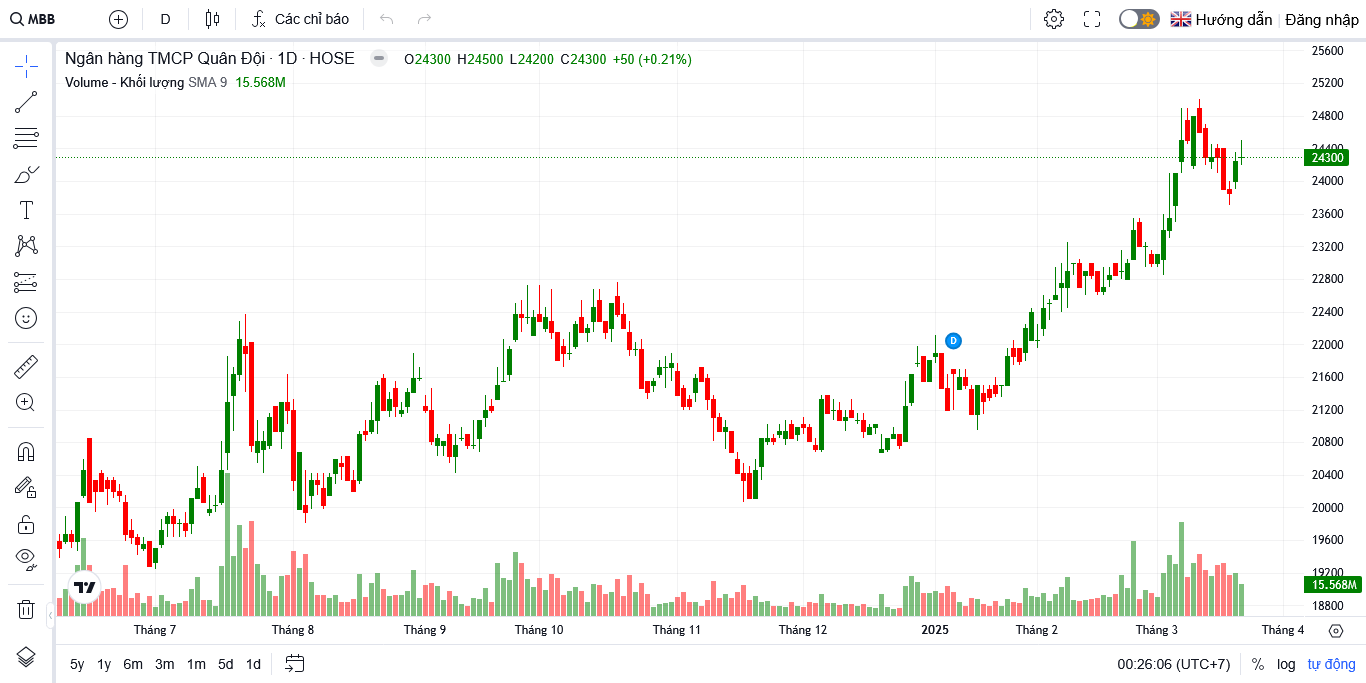 MBB D Các chỉ báo Hướng dẫn Đăng nhập
Ngân hàng TMCP Quân Đội · 1D · HOSE O24300 H24500 L24200 C24300 +50 (+0.21%)
Volume - Khối lượng SMA 9 15.568M
25600
25200
24800
24400
24300
24000
23600
23200
22800
22400
22000
D
21600
21200
20800
20400
20000
19600
19200
15.568M
18800
Tháng 7 Tháng 8 Tháng 9 Tháng 10 Tháng 11 Tháng 12 2025 Tháng 2 Tháng 3 Tháng 4
5y 1y 6m 3m 1m 5d 1d 00:26:06 (UTC+7) % log tự động